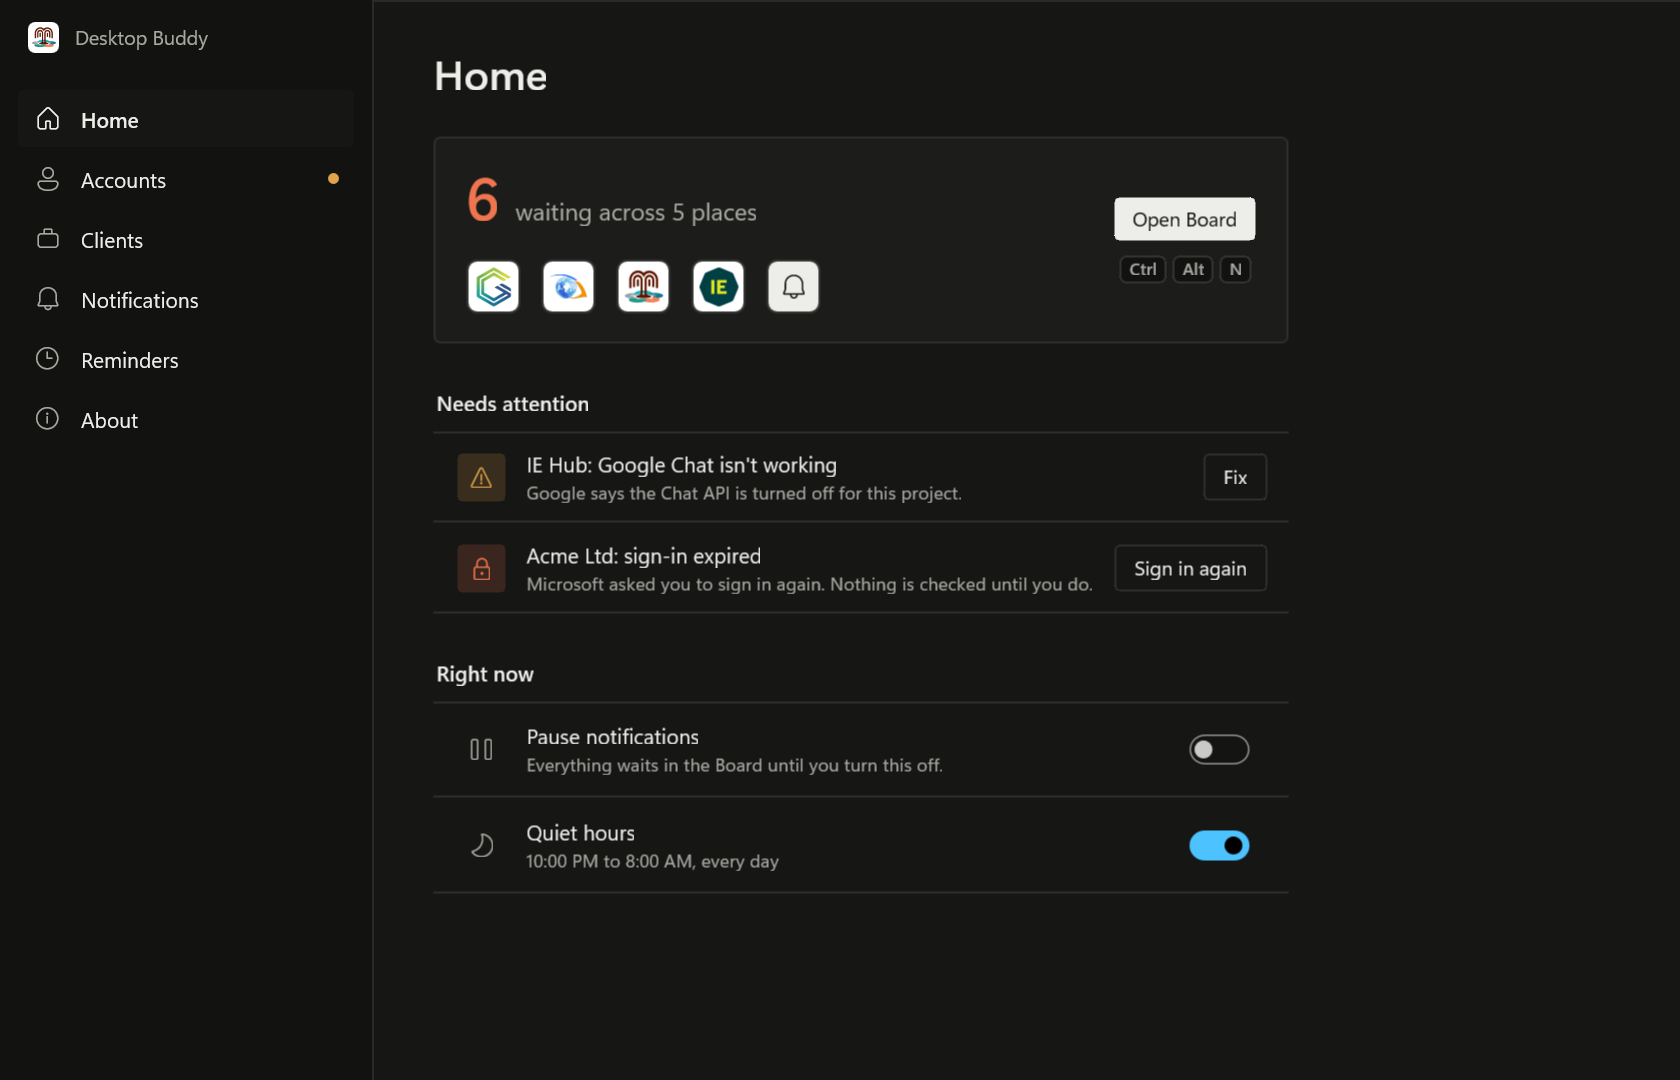 Desktop Buddy
Home
Accounts
Clients
Notifications
Reminders
About
Home
6 waiting across 5 places
Open Board
Ctrl Alt N
IE
Needs attention
IE Hub: Google Chat isn't working
Google says the Chat API is turned off for this project.
Fix
Acme Ltd: sign-in expired
Microsoft asked you to sign in again. Nothing is checked until you do.
Sign in again
Right now
Pause notifications
Everything waits in the Board until you turn this off.
Quiet hours
10:00 PM to 8:00 AM, every day